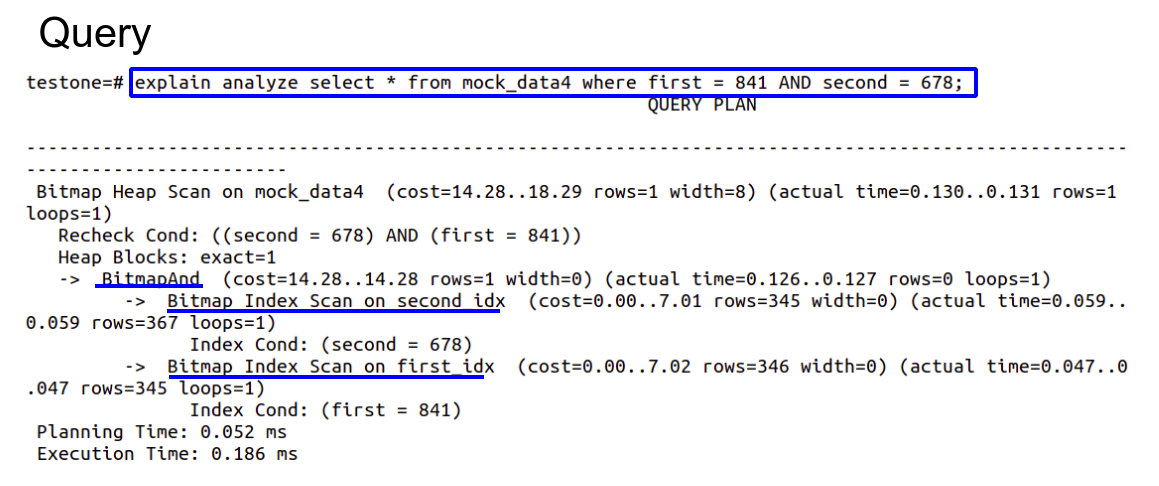 Query
testone=# explain analyze select * from mock_data4 where first = 841 AND second = 678;
QUERY PLAN
-----------------------------------------------------------------------------------------------------
------------------------
Bitmap Heap Scan on mock_data4  (cost=14.28..18.29 rows=1 width=8) (actual time=0.130..0.131 rows=1
loops=1)
Recheck Cond: ((second = 678) AND (first = 841))
Heap Blocks: exact=1
->  BitmapAnd  (cost=14.28..14.28 rows=1 width=0) (actual time=0.126..0.127 rows=0 loops=1)
->  Bitmap Index Scan on second_idx  (cost=0.00..7.01 rows=345 width=0) (actual time=0.059..
0.059 rows=367 loops=1)
Index Cond: (second = 678)
->  Bitmap Index Scan on first_idx  (cost=0.00..7.02 rows=346 width=0) (actual time=0.047..0
.047 rows=345 loops=1)
Index Cond: (first = 841)
Planning Time: 0.052 ms
Execution Time: 0.186 ms